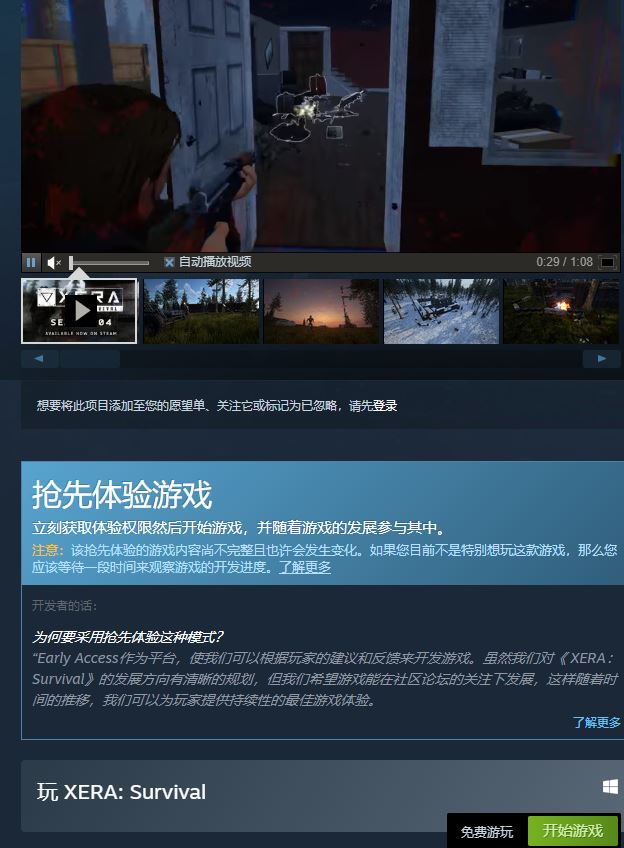 自动播放视频
0:29 / 1:08
XERA
AVAILABLE NOW ON STEAM
想要将此项目添加至您的愿望单、关注它或标记为已忽略，请先登录
抢先体验游戏
立刻获取体验权限然后开始游戏，并随着游戏的发展参与其中。
注意：该抢先体验的游戏内容尚不完整且也许会发生变化。如果您目前不是特别想玩这款游戏，那么您
应该等待一段时间来观察游戏的开发进度。了解更多
开发者的话：
为何要采用抢先体验这种模式？
“Early Access作为平台，使我们可以根据玩家的建议和反馈来开发游戏。虽然我们对《 XERA：
Survival》的发展方向有清晰的规划，但我们希望游戏能在社区论坛的关注下发展，这样随着时
间的推移，我们可以为玩家提供持续性的最佳游戏体验。
了解更多
玩 XERA: Survival
免费游玩
开始游戏